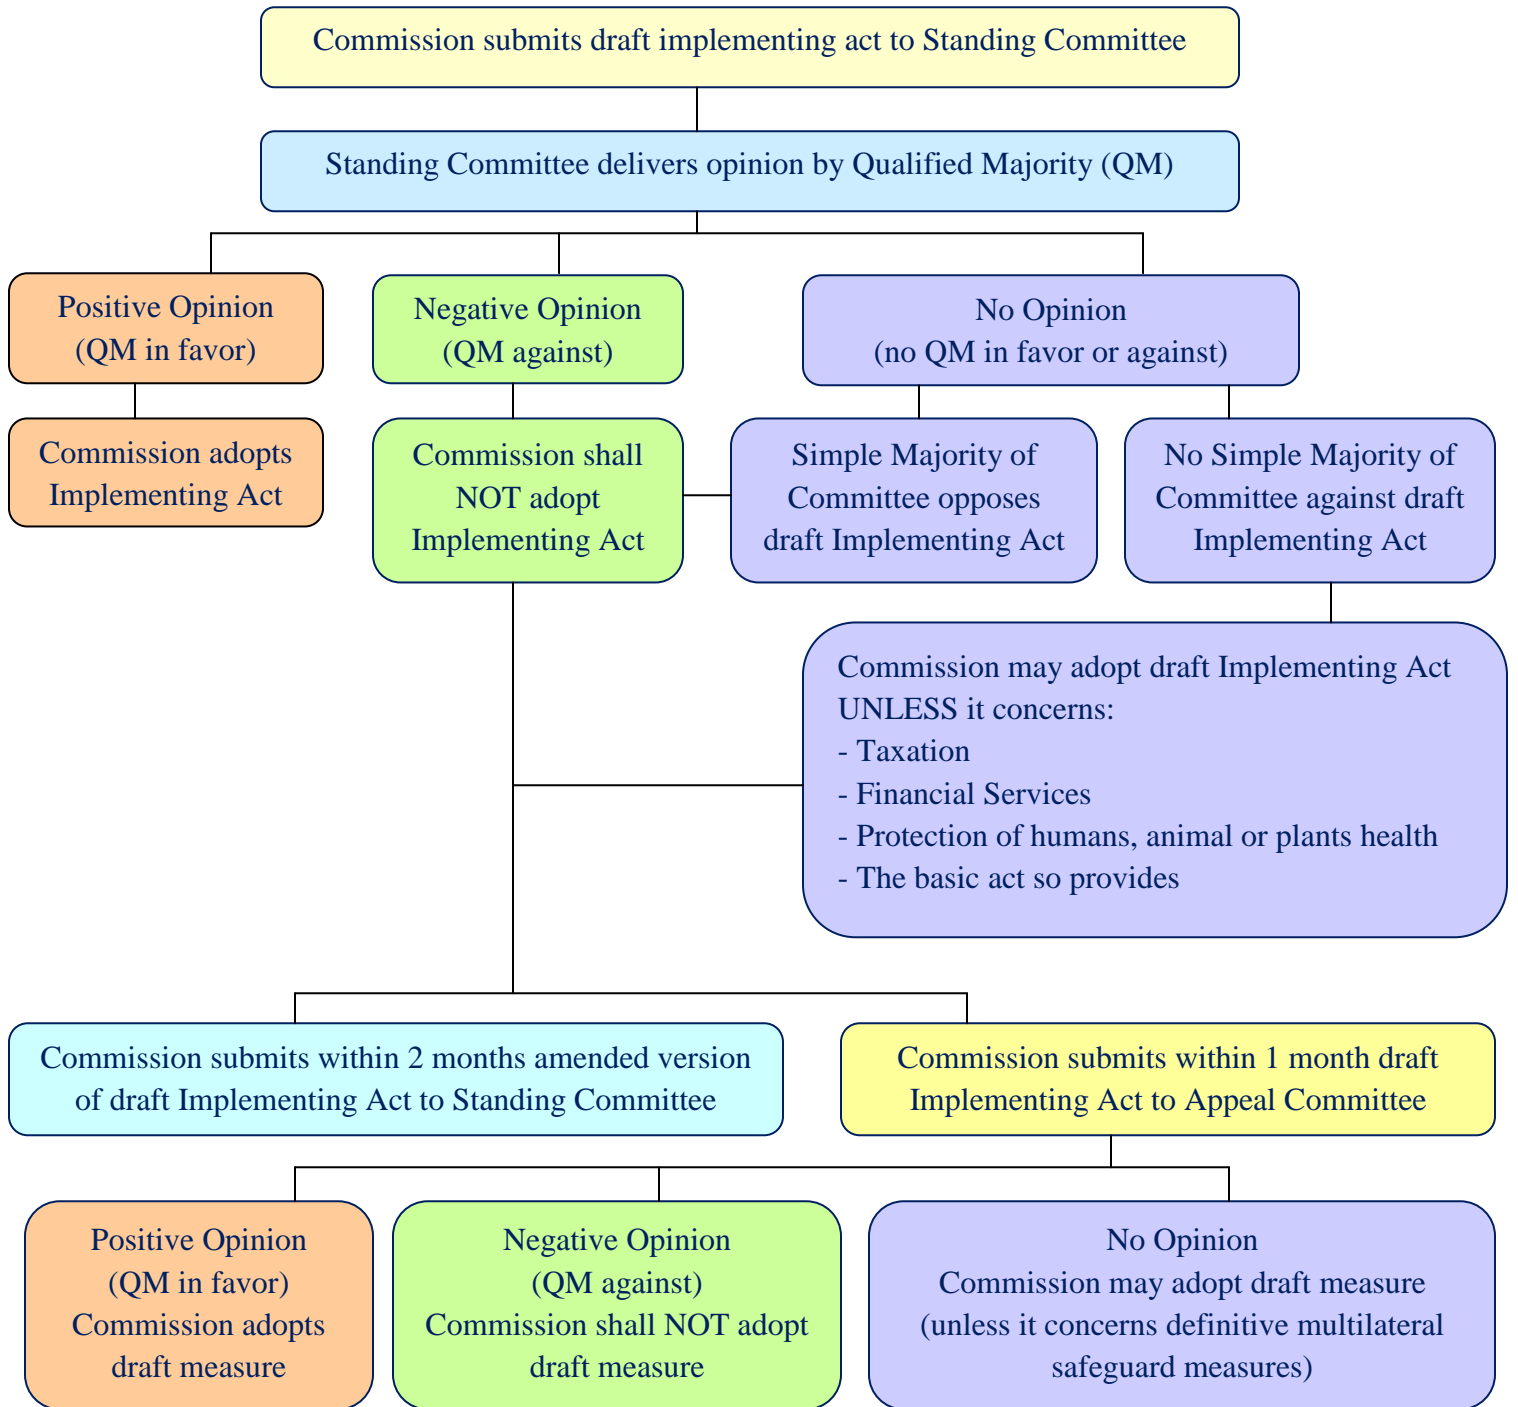 Commission submits draft implementing act to Standing Committee
Standing Committee delivers opinion by Qualified Majority (QM)
Positive Opinion
(QM in favor)
Negative Opinion
(QM against)
No Opinion
(no QM in favor or against)
Commission adopts
Implementing Act
Commission shall
NOT adopt
Implementing Act
Simple Majority of
Committee opposes
draft Implementing Act
No Simple Majority of
Committee against draft
Implementing Act
Commission may adopt draft Implementing Act
UNLESS it concerns:
- Taxation
- Financial Services
- Protection of humans, animal or plants health
- The basic act so provides
Commission submits within 2 months amended version
of draft Implementing Act to Standing Committee
Commission submits within 1 month draft
Implementing Act to Appeal Committee
Positive Opinion
(QM in favor)
Commission adopts
draft measure
Negative Opinion
(QM against)
Commission shall NOT adopt
draft measure
No Opinion
Commission may adopt draft measure
(unless it concerns definitive multilateral
safeguard measures)